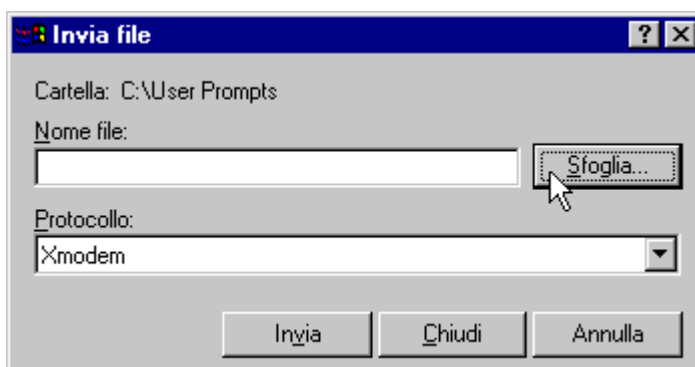 Invia file
Cartella: C:\User Prompts
Nome file:
Sfoglia...
Protocollo:
Xmodem
Invia Chiudi Annulla